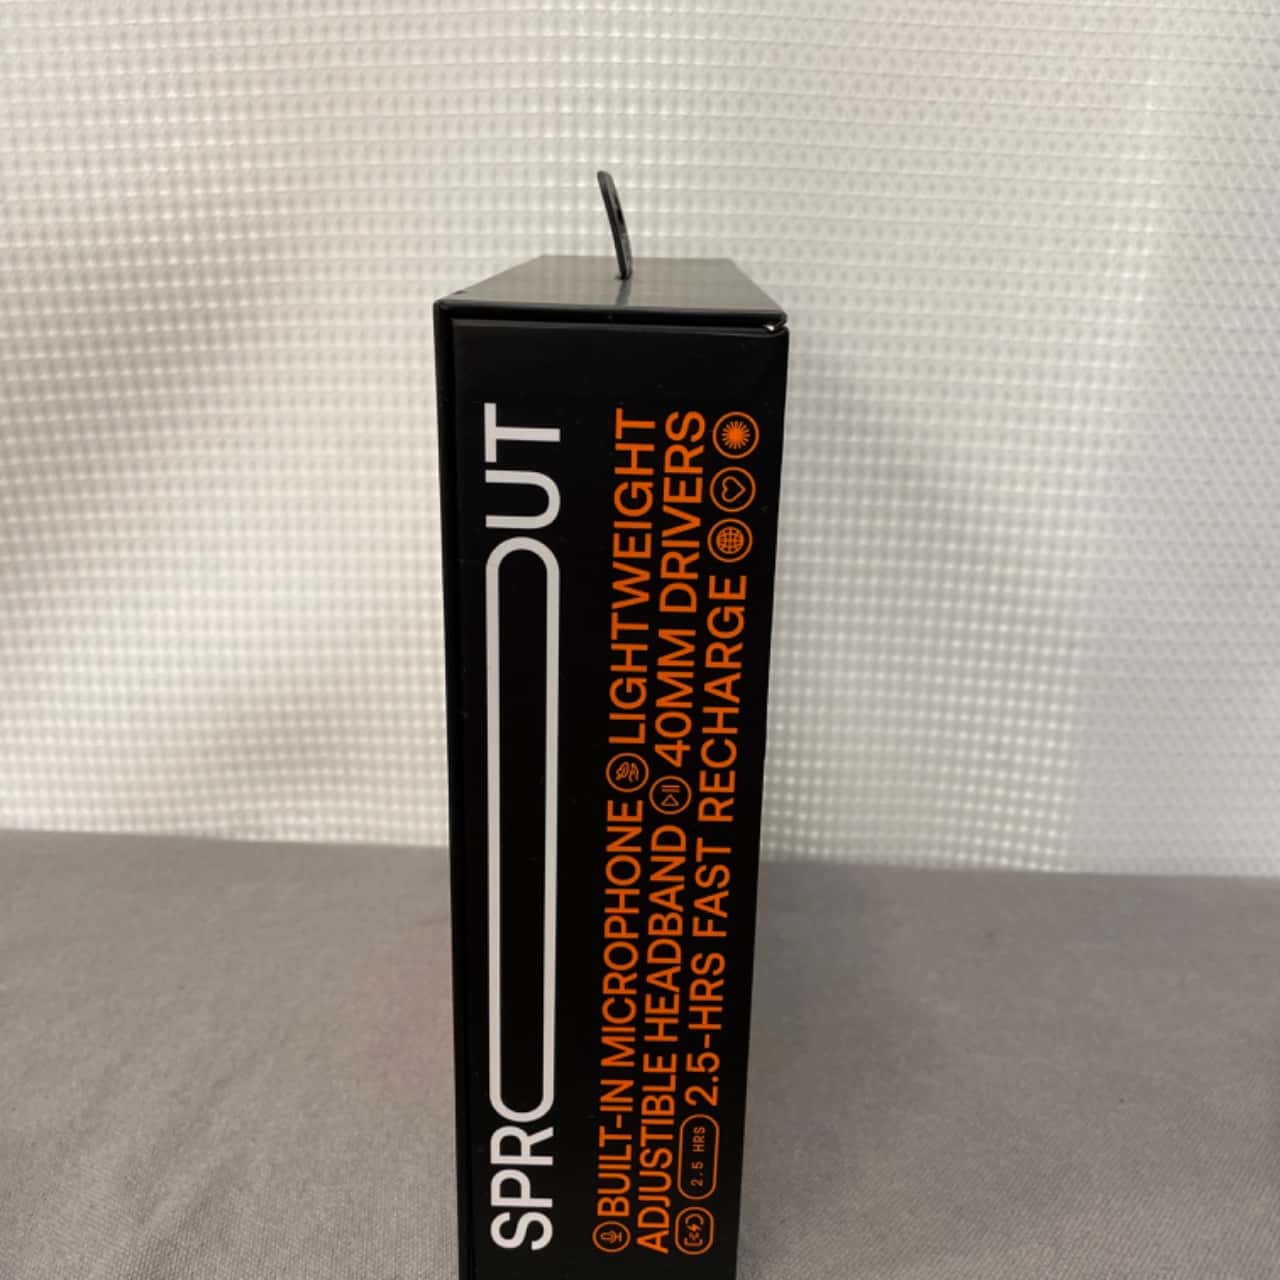 SPROUT
BUILT-IN MICROPHONE LIGHTWEIGHT
ADJUSTIBLE HEADBAND 40MM DRIVERS
2.5 HRS 2.5-HRS FAST RECHARGE